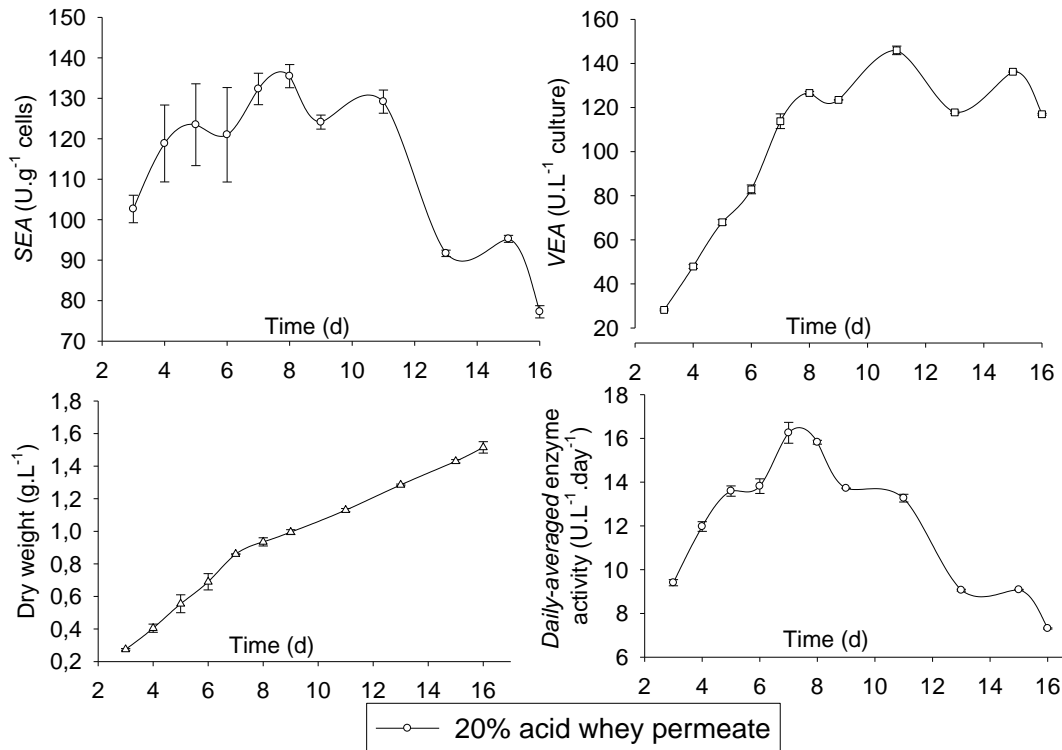 SEA (U.g⁻¹ cells)
150
140
130
120
110
100
90
80
70
Time (d)
2 4 6 8 10 12 14 16
VEA (U.L⁻¹ culture)
160
140
120
100
80
60
40
20
Time (d)
2 4 6 8 10 12 14 16
Dry weight (g.L⁻¹)
1,8
1,6
1,4
1,2
1,0
0,8
0,6
0,4
0,2
Time (d)
2 4 6 8 10 12 14 16
Daily-averaged enzyme
activity (U.L⁻¹.day⁻¹)
18
16
14
12
10
8
6
Time (d)
2 4 6 8 10 12 14 16
20% acid whey permeate